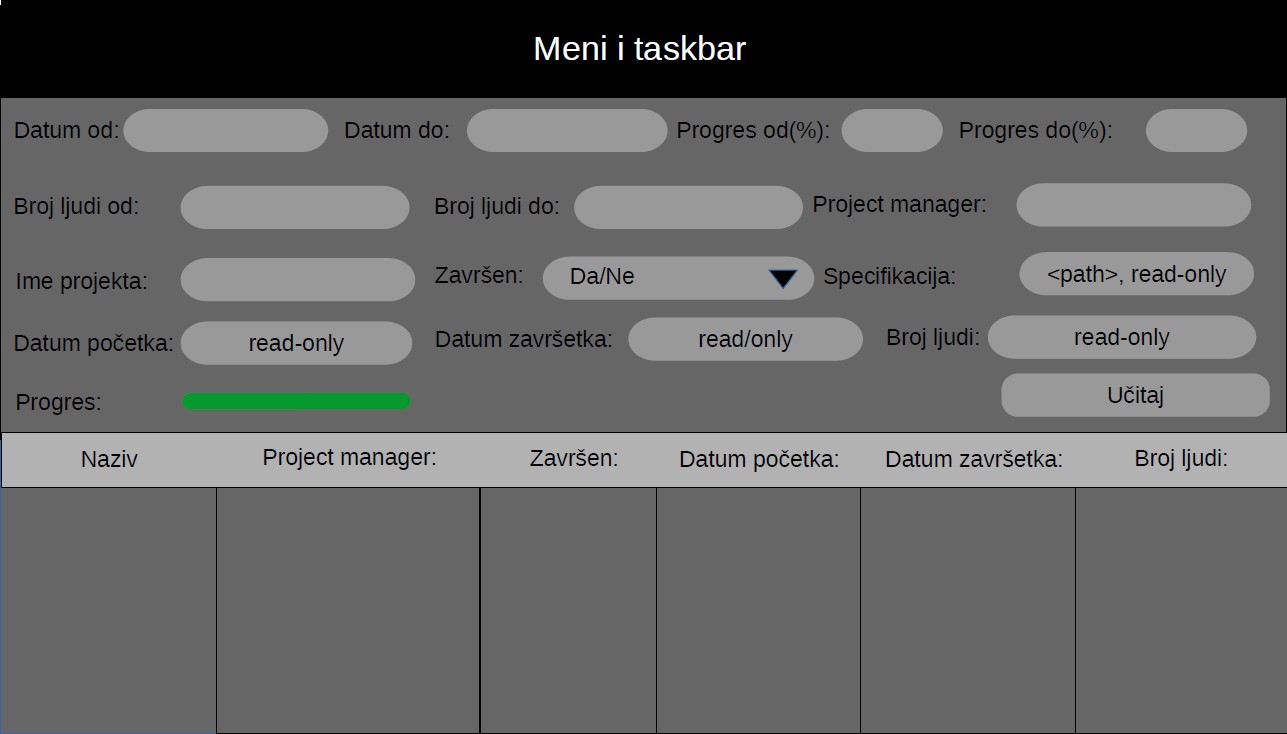 Meni i taskbar
Datum od: Datum do: Progres od(%): Progres do(%):
Broj ljudi od: Broj ljudi do: Project manager:
Ime projekta: Završen: Da/Ne Specifikacija: <path>, read-only
Datum početka: read-only Datum završetka: read/only Broj ljudi: read-only
Progres: Učitaj
Naziv Project manager: Završen: Datum početka: Datum završetka: Broj ljudi: